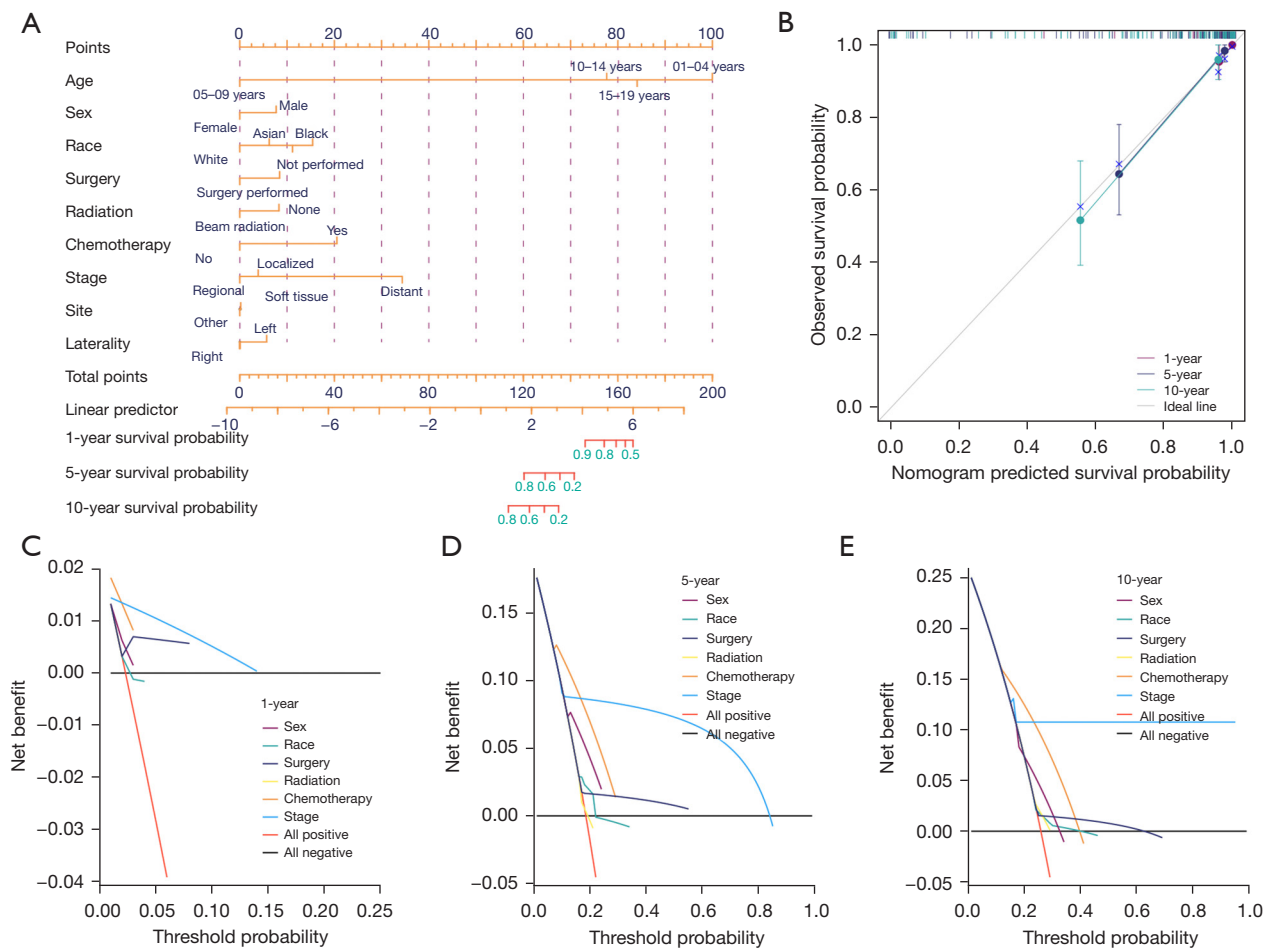 A
Points
0 20 40 60 80 100
10–14 years 01–04 years
Age
05–09 years 15–19 years
Sex
Male
Female
Race
Asian Black
White
Surgery
Not performed
Surgery performed
Radiation
None
Beam radiation
Chemotherapy
Yes
No
Stage
Localized
Regional Distant
Site
Soft tissue
Other
Laterality
Left
Right
Total points
0 40 80 120 160 200
Linear predictor
−10 −6 −2 2 6
1-year survival probability
0.9 0.8 0.5
5-year survival probability
0.8 0.6 0.2
10-year survival probability
0.8 0.6 0.2
B
Observed survival probability
1.0
0.8
0.6
0.4
0.2
0.0
1-year
5-year
10-year
Ideal line
0.0 0.2 0.4 0.6 0.8 1.0
Nomogram predicted survival probability
C
Net benefit
0.02
0.01
0.00
−0.01
−0.02
−0.03
−0.04
1-year
Sex
Race
Surgery
Radiation
Chemotherapy
Stage
All positive
All negative
0.00 0.05 0.10 0.15 0.20 0.25
Threshold probability
D
Net benefit
0.15
0.10
0.05
0.00
−0.05
5-year
Sex
Race
Surgery
Radiation
Chemotherapy
Stage
All positive
All negative
0.0 0.2 0.4 0.6 0.8 1.0
Threshold probability
E
Net benefit
0.25
0.20
0.15
0.10
0.05
0.00
−0.05
10-year
Sex
Race
Surgery
Radiation
Chemotherapy
Stage
All positive
All negative
0.0 0.2 0.4 0.6 0.8 1.0
Threshold probability